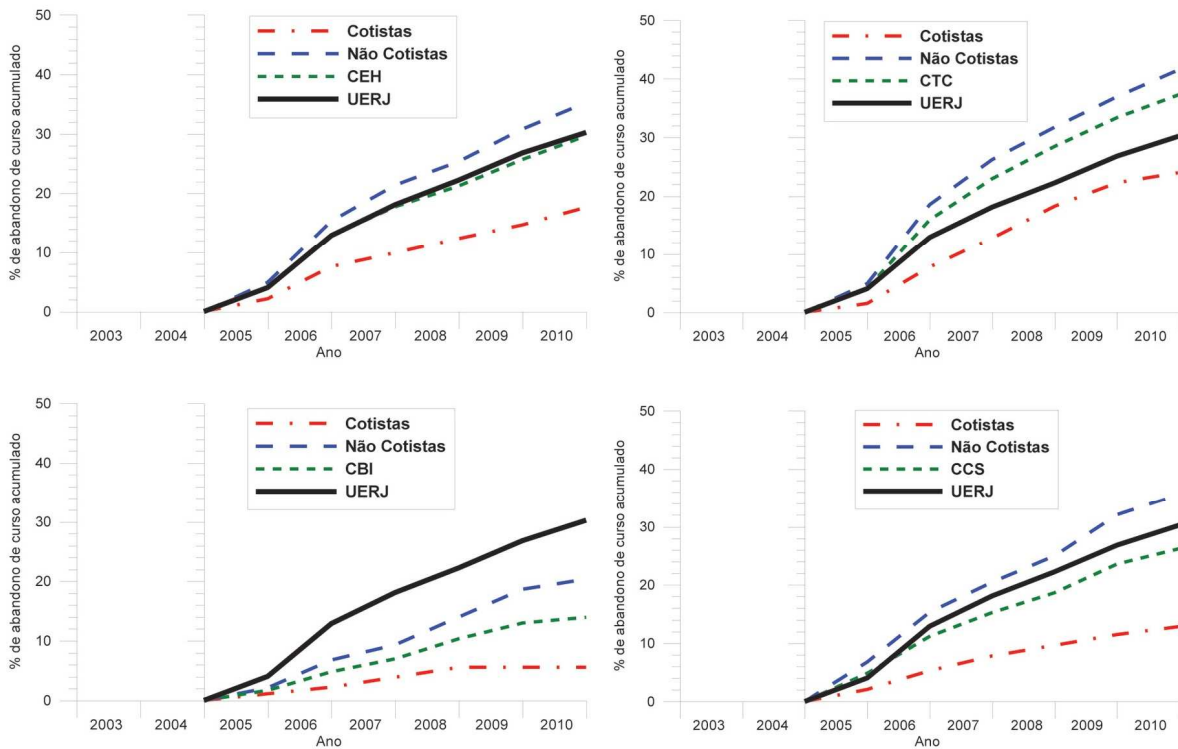 % de abandono de curso acumulado
50
40
30
20
10
0
Cotistas
Não Cotistas
CEH
UERJ
2003 2004 2005 2006 2007 2008 2009 2010
Ano
% de abandono de curso acumulado
50
40
30
20
10
0
Cotistas
Não Cotistas
CTC
UERJ
2003 2004 2005 2006 2007 2008 2009 2010
Ano
% de abandono de curso acumulado
50
40
30
20
10
0
Cotistas
Não Cotistas
CBI
UERJ
2003 2004 2005 2006 2007 2008 2009 2010
Ano
% de abandono de curso acumulado
50
40
30
20
10
0
Cotistas
Não Cotistas
CCS
UERJ
2003 2004 2005 2006 2007 2008 2009 2010
Ano